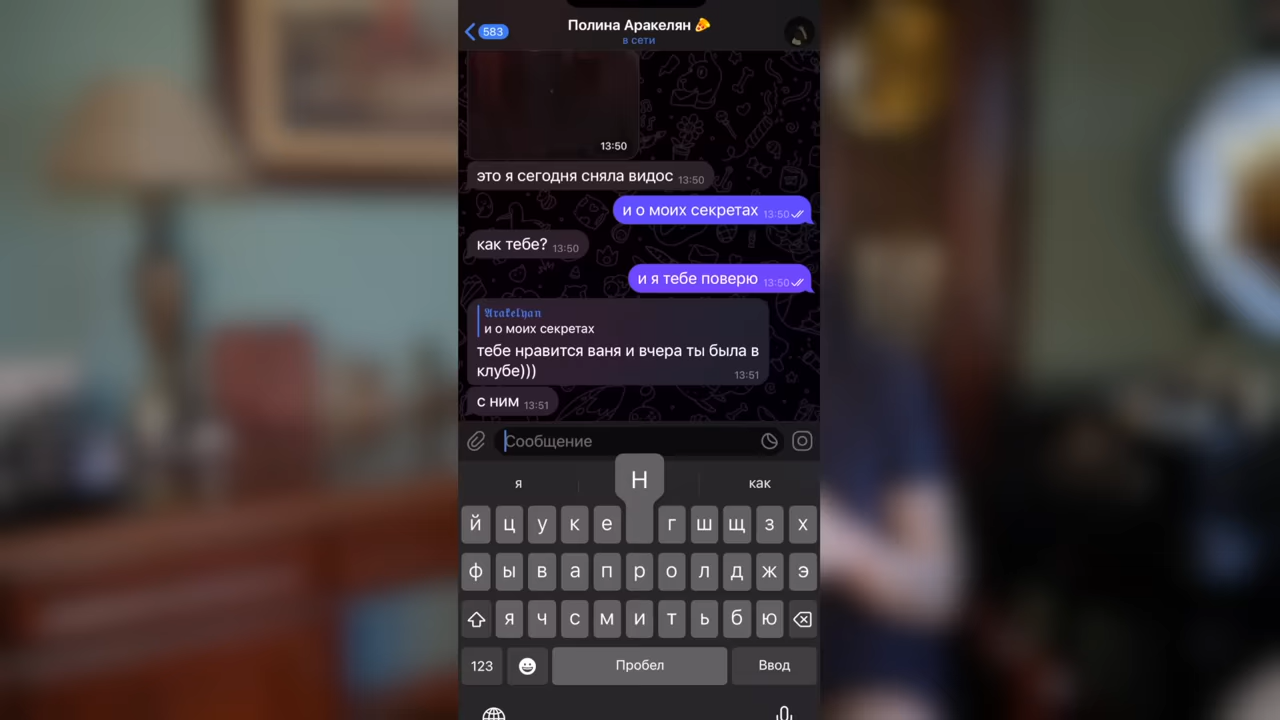 583
Полина Аракелян 🍕
в сети
13:50
это я сегодня сняла видос 13:50
и о моих секретах 13:50
как тебе? 13:50
и я тебе поверю 13:50
𝕬𝖗𝖆𝖐𝖊𝖑𝖞𝖆𝖓
и о моих секретах
тебе нравится ваня и вчера ты была в
клубе))) 13:51
с ним 13:51
Сообщение
я как
Н
й ц у к е г ш щ з х
ф ы в а п р о л д ж э
я ч с м и т ь б ю
123 Пробел Ввод